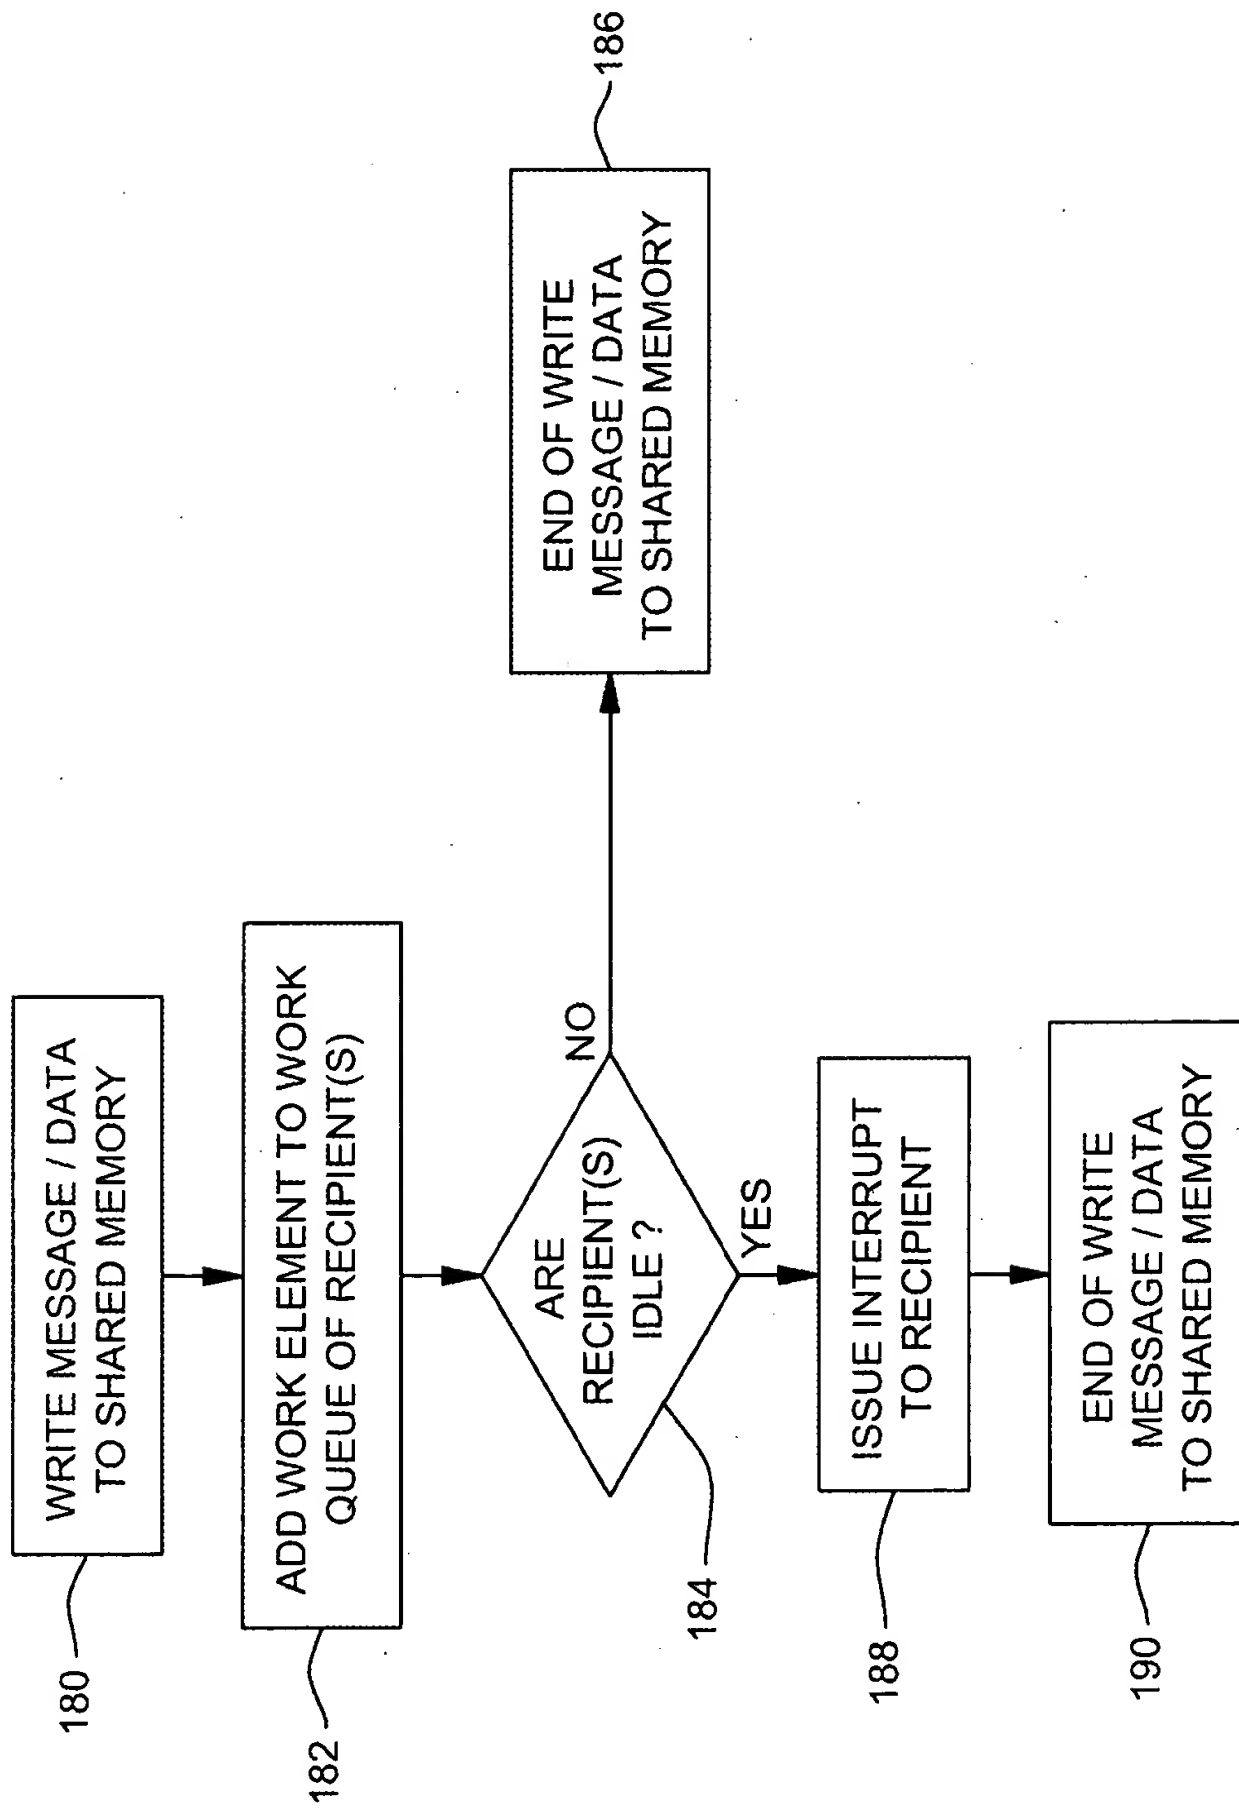 WRITE MESSAGE / DATA
TO SHARED MEMORY
180
ADD WORK ELEMENT TO WORK
QUEUE OF RECIPIENT(S)
182
ARE
RECIPIENT(S)
IDLE ?
184
NO
END OF WRITE
MESSAGE / DATA
TO SHARED MEMORY
186
YES
ISSUE INTERRUPT
TO RECIPIENT
188
END OF WRITE
MESSAGE / DATA
TO SHARED MEMORY
190